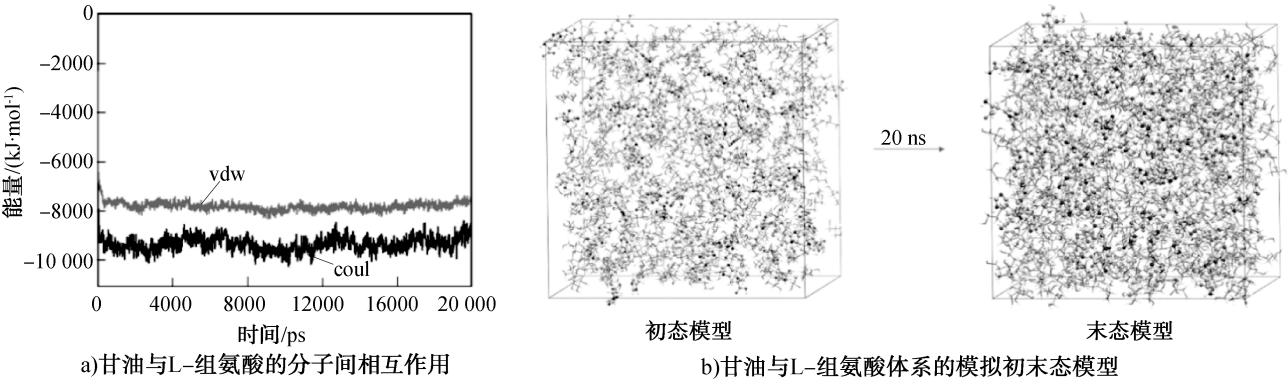 0
−2000
−4000
−6000
−8000
−10 000
能量/(kJ·mol⁻¹)
vdw
coul
0 4000 8000 12000 16000 20 000
时间/ps
a)甘油与L−组氨酸的分子间相互作用
20 ns
初态模型
末态模型
b)甘油与L−组氨酸体系的模拟初末态模型